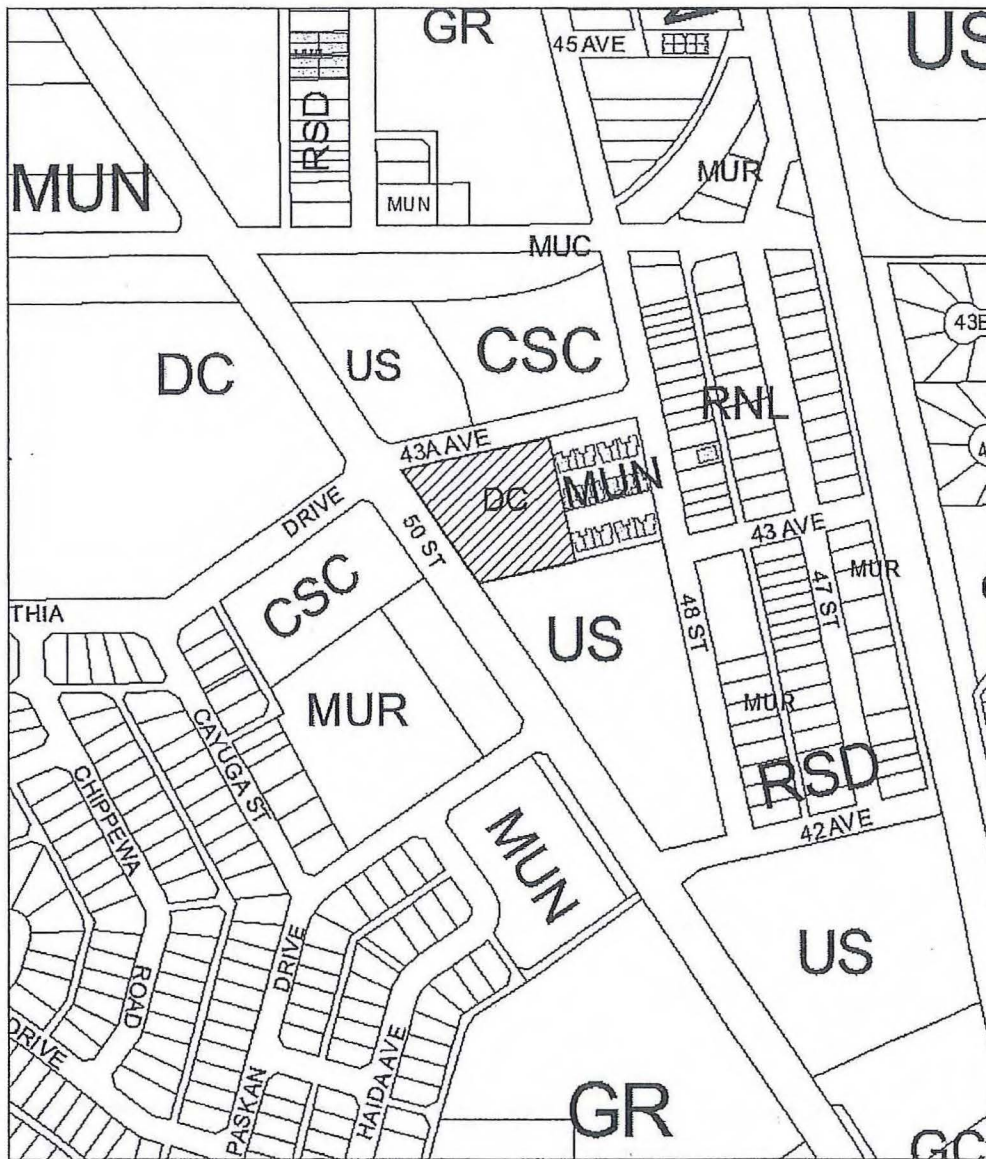 GR
45 AVE
US
RSD
MUN
MUN
MUR
MUC
43E
DC
US
CSC
RNL
43A AVE
DC
MUN
DRIVE
50 ST
43 AVE
MUR
THIA
CSC
48 ST
47 ST
US
MUR
MUR
CAYUGA ST
CHIPPEWA
RSD
42 AVE
MUN
US
ROAD
DRIVE
DRIVE
PASKAN
HAIDA AVE
GR
GC